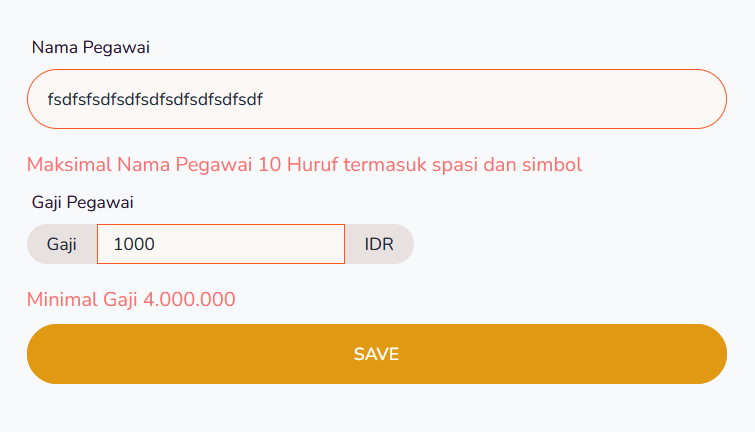 Nama Pegawai
fsdfsfsdfsdfsdfsdfsdfsdfsdf
Maksimal Nama Pegawai 10 Huruf termasuk spasi dan simbol
Gaji Pegawai
Gaji 1000 IDR
Minimal Gaji 4.000.000
SAVE